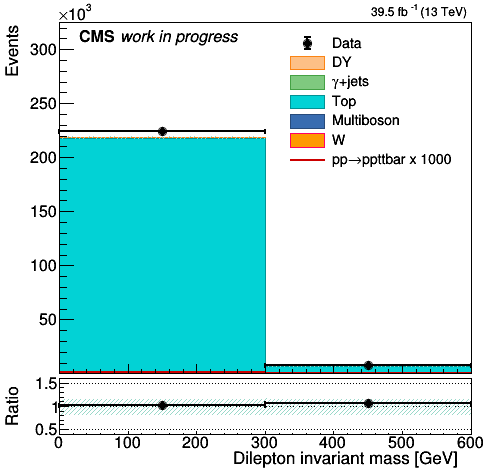 ×10³
39.5 fb⁻¹ (13 TeV)
CMS work in progress
Events
300
250
200
150
100
50
Data
DY
γ+jets
Top
Multiboson
W
pp→ppttbar x 1000
Ratio
1.5
1
0.5
0 100 200 300 400 500 600
Dilepton invariant mass [GeV]